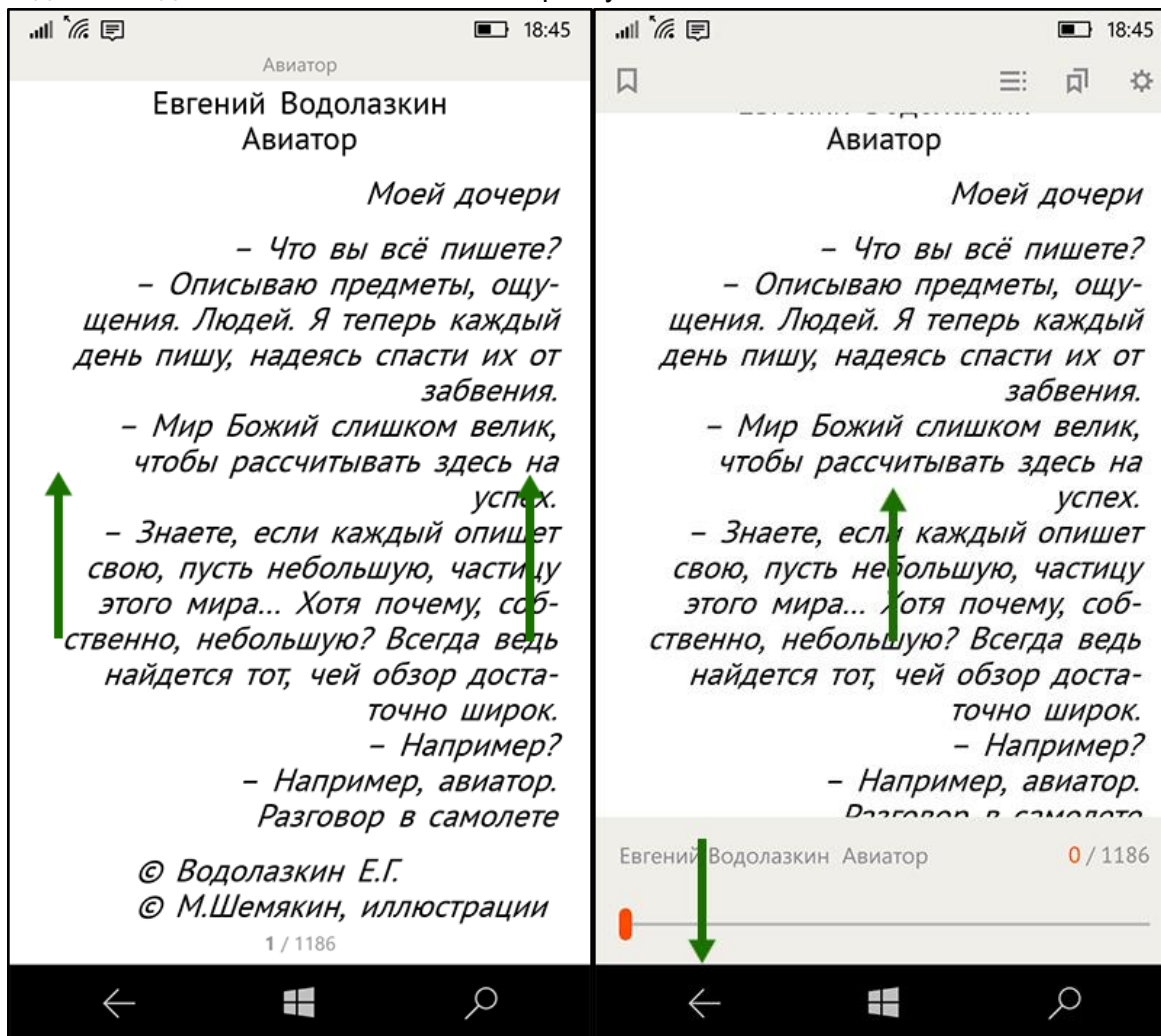 18:45
Авиатор
Евгений Водолазкин
Авиатор
Моей дочери
– Что вы всё пишете?
– Описываю предметы, ощу-
щения. Людей. Я теперь каждый
день пишу, надеясь спасти их от
забвения.
– Мир Божий слишком велик,
чтобы рассчитывать здесь на
успех.
– Знаете, если каждый опишет
свою, пусть небольшую, частицу
этого мира... Хотя почему, соб-
ственно, небольшую? Всегда ведь
найдется тот, чей обзор доста-
точно широк.
– Например?
– Например, авиатор.
Разговор в самолете
© Водолазкин Е.Г.
© М.Шемякин, иллюстрации
1 / 1186
18:45
Авиатор
Моей дочери
– Что вы всё пишете?
– Описываю предметы, ощу-
щения. Людей. Я теперь каждый
день пишу, надеясь спасти их от
забвения.
– Мир Божий слишком велик,
чтобы рассчитывать здесь на
успех.
– Знаете, если каждый опишет
свою, пусть небольшую, частицу
этого мира... Хотя почему, соб-
ственно, небольшую? Всегда ведь
найдется тот, чей обзор доста-
точно широк.
– Например?
– Например, авиатор.
Разговор в самолете
Евгений Водолазкин Авиатор 0 / 1186